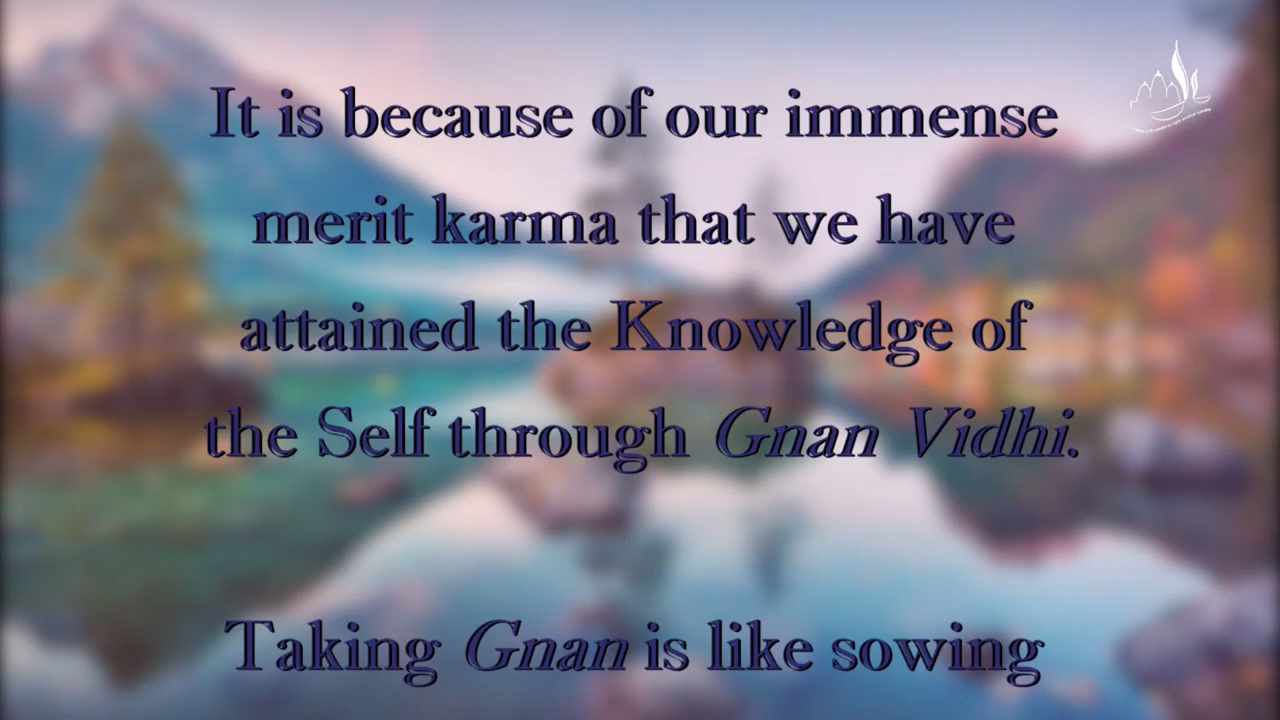 It is because of our immense
merit karma that we have
attained the Knowledge of
the Self through Gnan Vidhi.
Taking Gnan is like sowing